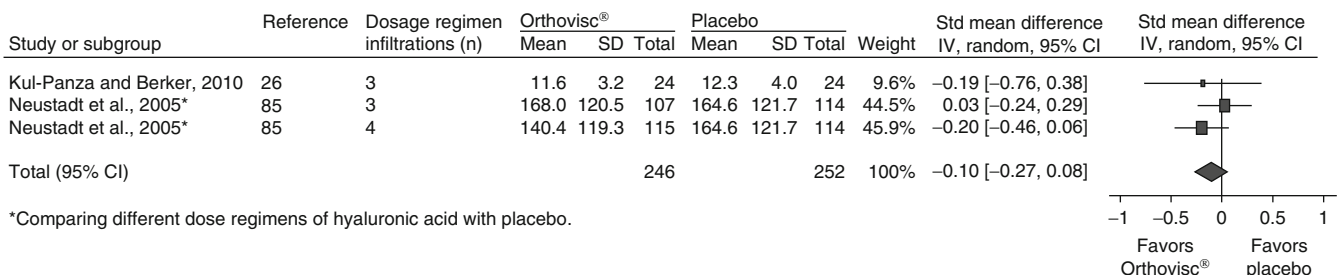 Study or subgroup Reference Dosage regimen infiltrations (n) Orthovisc® Mean SD Total Placebo Mean SD Total Weight Std mean difference IV, random, 95% CI Std mean difference IV, random, 95% CI
Kul-Panza and Berker, 2010 26 3 11.6 3.2 24 12.3 4.0 24 9.6% −0.19 [−0.76, 0.38]
Neustadt et al., 2005* 85 3 168.0 120.5 107 164.6 121.7 114 44.5% 0.03 [−0.24, 0.29]
Neustadt et al., 2005* 85 4 140.4 119.3 115 164.6 121.7 114 45.9% −0.20 [−0.46, 0.06]
Total (95% CI) 246 252 100% −0.10 [−0.27, 0.08]
*Comparing different dose regimens of hyaluronic acid with placebo.
−1 −0.5 0 0.5 1
Favors Favors
Orthovisc® placebo